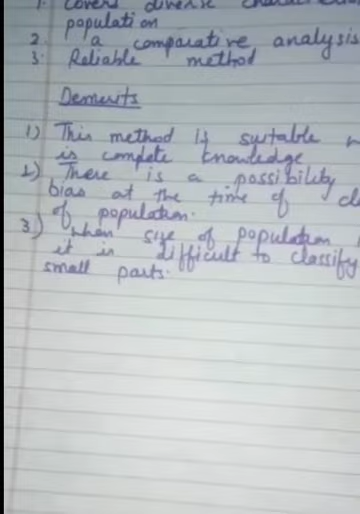 1. Covers diverse
population
2. a comparative analysis
3. Reliable method
Demerits
1) This method is suitable
is complete knowledge
2) There is a possibility
bias at the time of
of population.
3.) When size of population
it is difficult to classify
small parts.